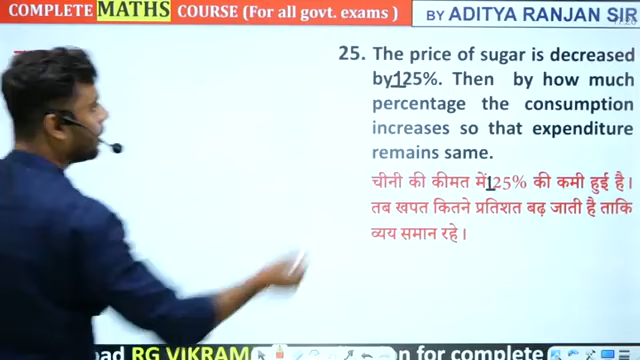 COMPLETE MATHS COURSE (For all govt. exams)
BY ADITYA RANJAN SIR
25. The price of sugar is decreased
by 125%. Then by how much
percentage the consumption
increases so that expenditure
remains same.
चीनी की कीमत में 125% की कमी हुई है।
तब खपत कितने प्रतिशत बढ़ जाती है ताकि
व्यय समान रहे।
RG VIKRAM
on for complete